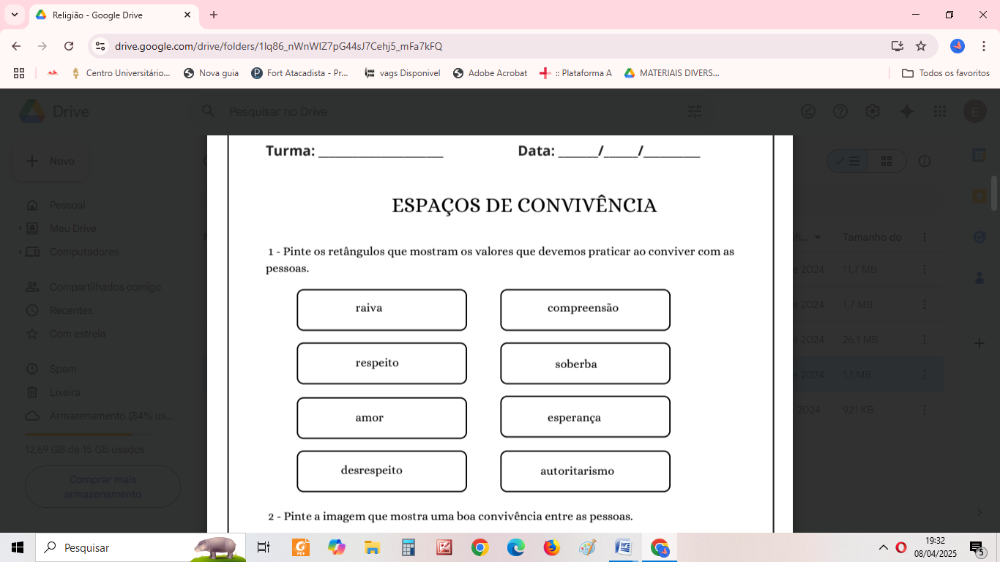 Religião - Google Drive
drive.google.com/drive/folders/1lq86_nWnWIZ7pG44sJ7Cehj5_mFa7kFQ
Centro Universitário...
Nova guia
Fort Atacadista - Pr...
vags Disponivel
Adobe Acrobat
:: Plataforma A
MATERIAIS DIVERS...
Todos os favoritos
Drive
Pesquisar no Drive
E
Novo
Pessoal
Meu Drive
Computadores
Compartilhados comigo
Recentes
Com estrela
Spam
Lixeira
Armazenamento (84% us...
12,69 GB de 15 GB usados
Comprar mais
armazenamento
Turma: ____________________ Data: _______/______/__________
ESPAÇOS DE CONVIVÊNCIA
1 - Pinte os retângulos que mostram os valores que devemos praticar ao conviver com as
pessoas.
raiva compreensão
respeito soberba
amor esperança
desrespeito autoritarismo
2 - Pinte a imagem que mostra uma boa convivência entre as pessoas.
Tamanho do
2024 11,7 MB
2024 1,7 MB
2024 26,1 MB
2024 1,1 MB
2024 921 KB
Pesquisar
PDF
19:32
08/04/2025
5